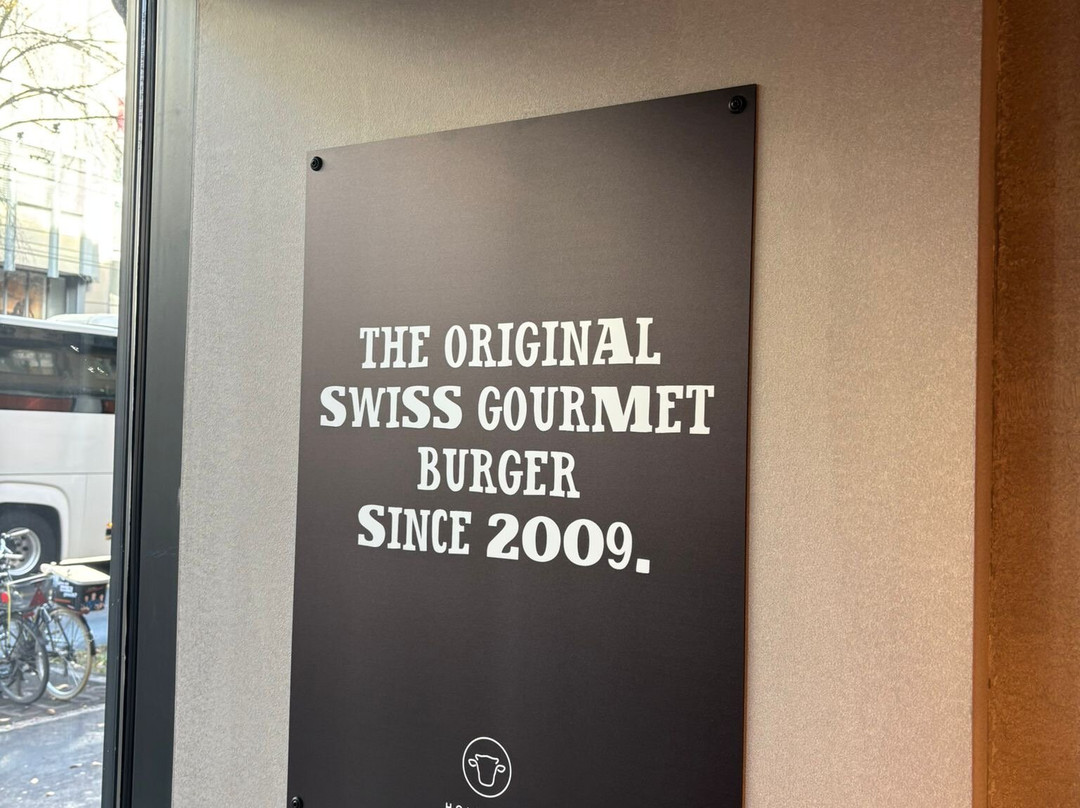 THE ORIGINAL
SWISS GOURMET
BURGER
SINCE 2009.